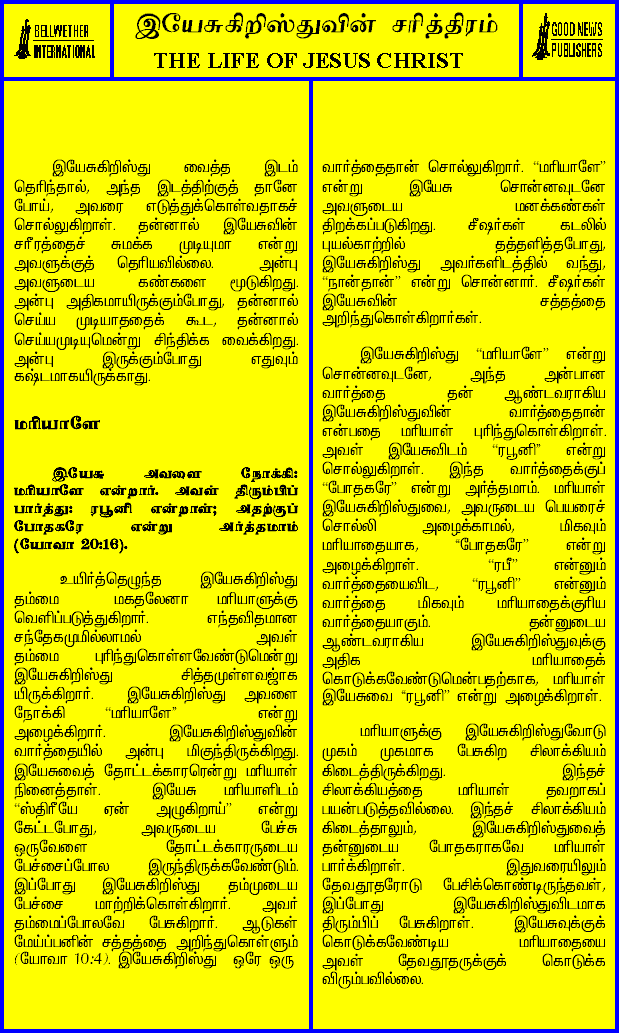 BELLWETHER
INTERNATIONAL
இயேசுகிறிஸ்துவின் சரித்திரம்
THE LIFE OF JESUS CHRIST
GOOD NEWS
PUBLISHERS
இயேசுகிறிஸ்து வைத்த இடம்
தெரிந்தால், அந்த இடத்திற்குத் தானே
போய், அவரை எடுத்துக்கொள்வதாகச்
சொல்லுகிறாள். தன்னால் இயேசுவின்
சரீரத்தைச் சுமக்க முடியுமா என்று
அவளுக்குத் தெரியவில்லை. அன்பு
அவளுடைய கண்களை மூடுகிறது.
அன்பு அதிகமாயிருக்கும்போது, தன்னால்
செய்ய முடியாததைக் கூட, தன்னால்
செய்யமுடியுமென்று சிந்திக்க வைக்கிறது.
அன்பு இருக்கும்போது எதுவும்
கஷ்டமாகயிருக்காது.
மரியாளே
இயேசு அவளை நோக்கி:
மரியாளே என்றார். அவள் திரும்பிப்
பார்த்து: ரபூனி என்றாள்; அதற்குப்
போதகரே என்று அர்த்தமாம்
(யோவா 20:16).
உயிர்த்தெழுந்த இயேசுகிறிஸ்து
தம்மை மகதலேனா மரியாளுக்கு
வெளிப்படுத்துகிறார். எந்தவிதமான
சந்தேகமுமில்லாமல் அவள்
தம்மை புரிந்துகொள்ளவேண்டுமென்று
இயேசுகிறிஸ்து சித்தமுள்ளவஜாக
யிருக்கிறார். இயேசுகிறிஸ்து அவளை
நோக்கி “மரியாளே” என்று
அழைக்கிறார். இயேசுகிறிஸ்துவின்
வார்த்தையில் அன்பு மிகுந்திருக்கிறது.
இயேசுவைத் தோட்டக்காரரென்று மரியாள்
நினைத்தாள். இயேசு மரியாளிடம்
“ஸ்திரீயே ஏன் அழுகிறாய்” என்று
கேட்டபோது, அவருடைய பேச்சு
ஒருவேளை தோட்டக்காரருடைய
பேச்சைப்போல இருந்திருக்கவேண்டும்.
இப்போது இயேசுகிறிஸ்து தம்முடைய
பேச்சை மாற்றிக்கொள்கிறார். அவர்
தம்மைப்போலவே பேசுகிறார். ஆடுகள்
மேய்ப்பனின் சத்தத்தை அறிந்துகொள்ளும்
(யோவா 10:4). இயேசுகிறிஸ்து ஒரே ஒரு
வார்த்தைதான் சொல்லுகிறார். “மரியாளே”
என்று இயேசு சொன்னவுடனே
அவளுடைய மனக்கண்கள்
திறக்கப்படுகிறது. சீஷர்கள் கடலில்
புயல்காற்றில் தத்தளித்தபோது,
இயேசுகிறிஸ்து அவர்களிடத்தில் வந்து,
“நான்தான்” என்று சொன்னார். சீஷர்கள்
இயேசுவின் சத்தத்தை
அறிந்துகொள்கிறார்கள்.
இயேசுகிறிஸ்து “மரியாளே” என்று
சொன்னவுடனே, அந்த அன்பான
வார்த்தை தன் ஆண்டவராகிய
இயேசுகிறிஸ்துவின் வார்த்தைதான்
என்பதை மரியாள் புரிந்துகொள்கிறாள்.
அவள் இயேசுவிடம் “ரபூனி” என்று
சொல்லுகிறாள். இந்த வார்த்தைக்குப்
“போதகரே” என்று அர்த்தமாம். மரியாள்
இயேசுகிறிஸ்துவை, அவருடைய பெயரைச்
சொல்லி அழைக்காமல், மிகவும்
மரியாதையாக, “போதகரே” என்று
அழைக்கிறாள். “ரபீ” என்னும்
வார்த்தையைவிட, “ரபூனி” என்னும்
வார்த்தை மிகவும் மரியாதைக்குரிய
வார்த்தையாகும். தன்னுடைய
ஆண்டவராகிய இயேசுகிறிஸ்துவுக்கு
அதிக மரியாதைக்
கொடுக்கவேண்டுமென்பதற்காக, மரியாள்
இயேசுவை “ரபூனி” என்று அழைக்கிறாள்.
மரியாளுக்கு இயேசுகிறிஸ்துவோடு
முகம் முகமாக பேசுகிற சிலாக்கியம்
கிடைத்திருக்கிறது. இந்தச்
சிலாக்கியத்தை மரியாள் தவறாகப்
பயன்படுத்தவில்லை. இந்தச் சிலாக்கியம்
கிடைத்தாலும், இயேசுகிறிஸ்துவைத்
தன்னுடைய போதகராகவே மரியாள்
பார்க்கிறாள். இதுவரையிலும்
தேவதூதரோடு பேசிக்கொண்டிருந்தவள்,
இப்போது இயேசுகிறிஸ்துவிடமாக
திரும்பிப் பேசுகிறாள். இயேசுவுக்குக்
கொடுக்கவேண்டிய மரியாதையை
அவள் தேவதூதருக்குக் கொடுக்க
விரும்பவில்லை.